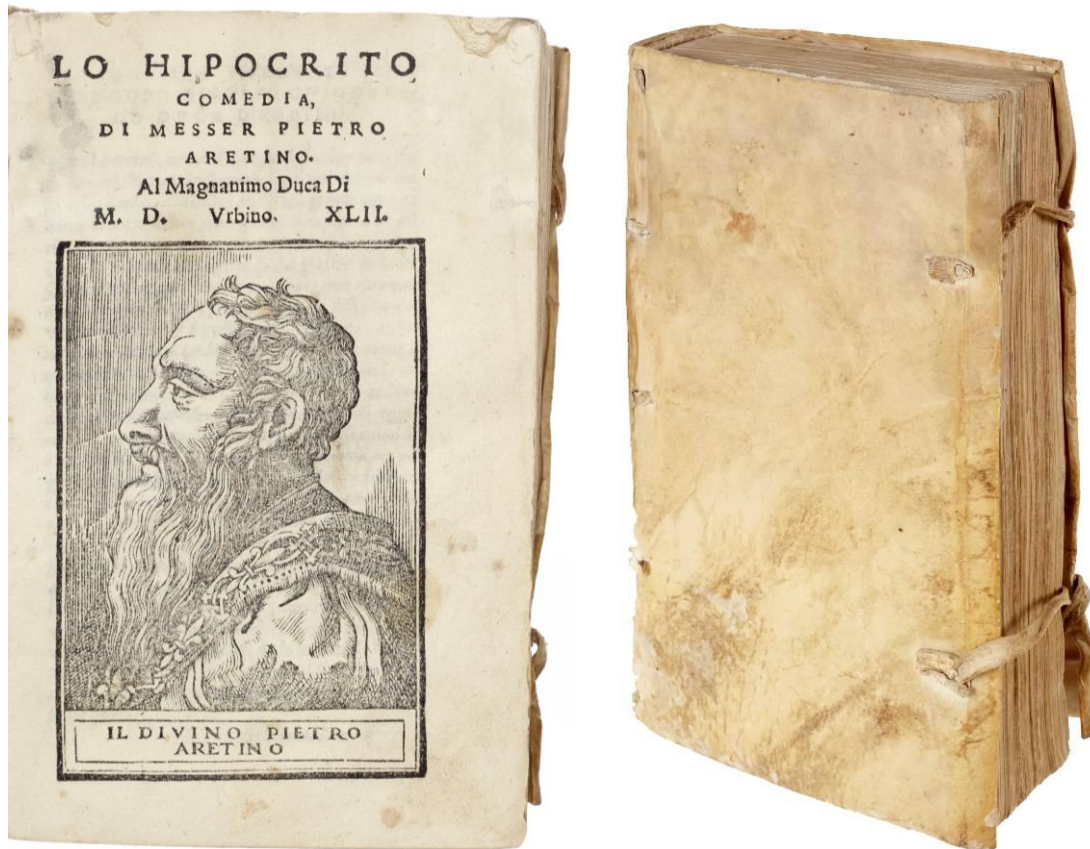 LO HIPOCRITO
COMEDIA,
DI MESSER PIETRO
ARETINO.
Al Magnanimo Duca Di
M. D. Vrbino. XLII.
IL DIVINO PIETRO
ARETINO